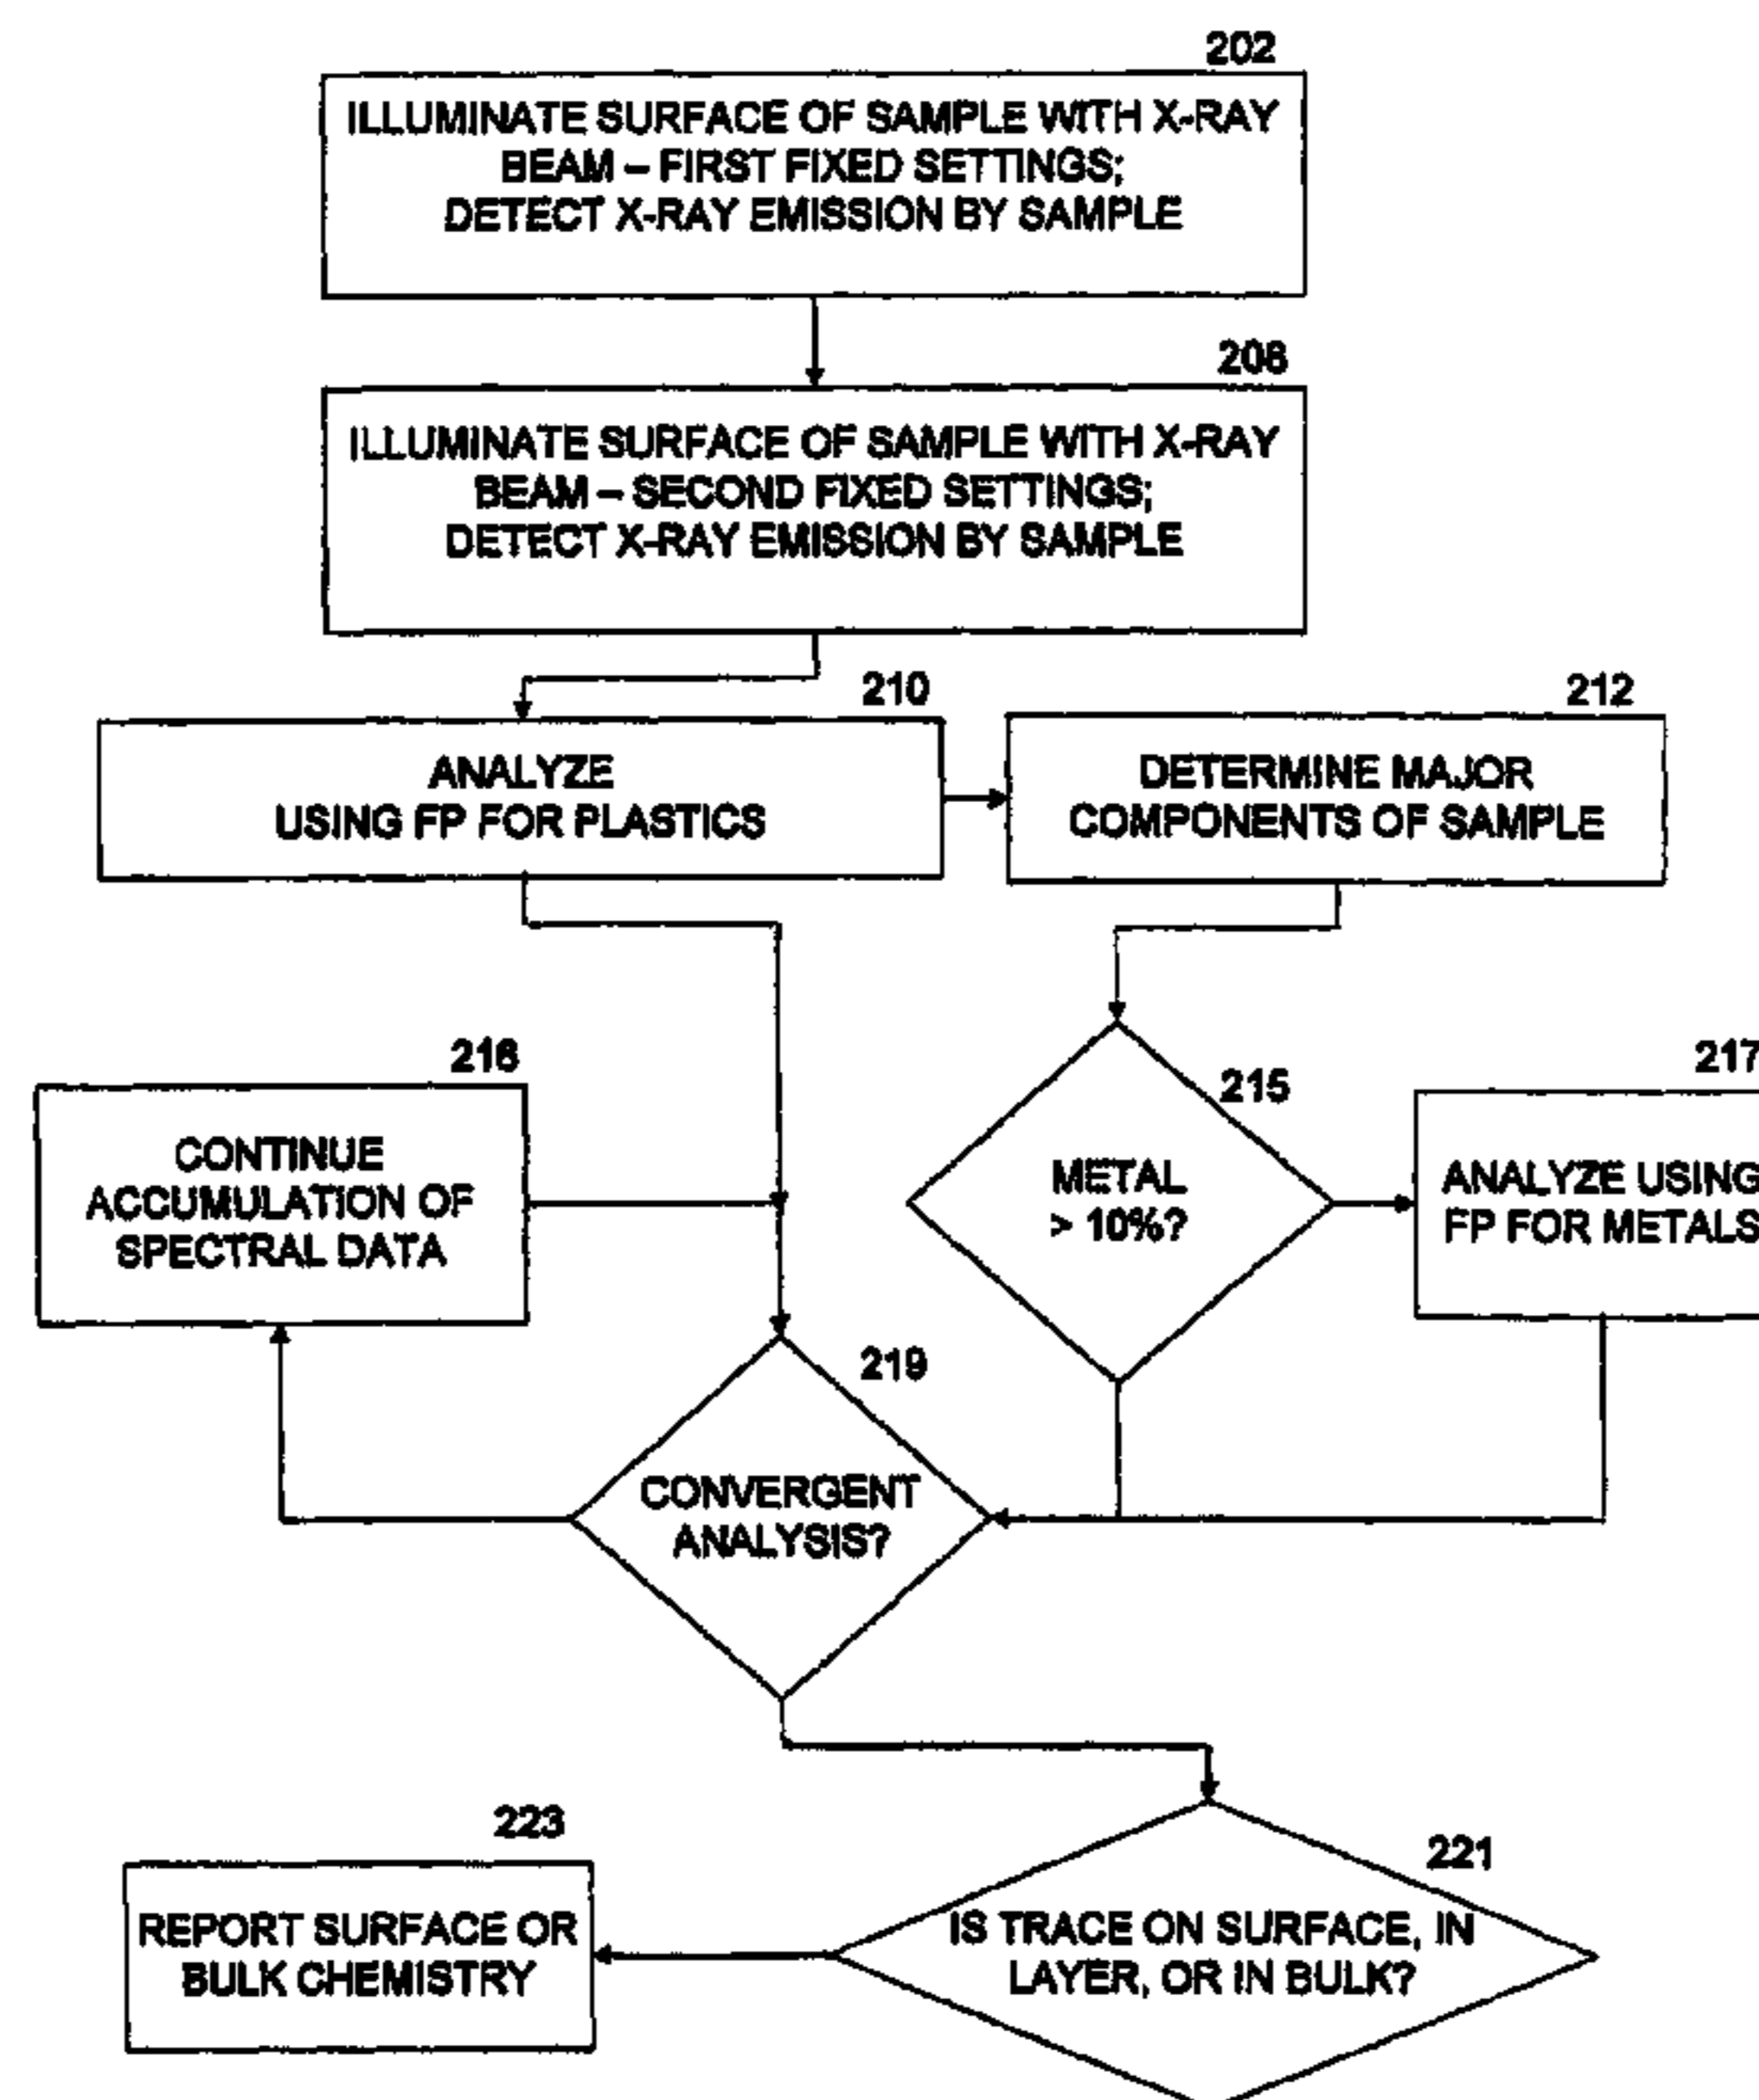 202
ILLUMINATE SURFACE OF SAMPLE WITH X-RAY
BEAM – FIRST FIXED SETTINGS;
DETECT X-RAY EMISSION BY SAMPLE
208
ILLUMINATE SURFACE OF SAMPLE WITH X-RAY
BEAM – SECOND FIXED SETTINGS;
DETECT X-RAY EMISSION BY SAMPLE
210
ANALYZE
USING FP FOR PLASTICS
212
DETERMINE MAJOR
COMPONENTS OF SAMPLE
216
CONTINUE
ACCUMULATION OF
SPECTRAL DATA
215
METAL
> 10%?
217
ANALYZE USING
FP FOR METALS
219
CONVERGENT
ANALYSIS?
223
REPORT SURFACE OR
BULK CHEMISTRY
221
IS TRACE ON SURFACE, IN
LAYER, OR IN BULK?